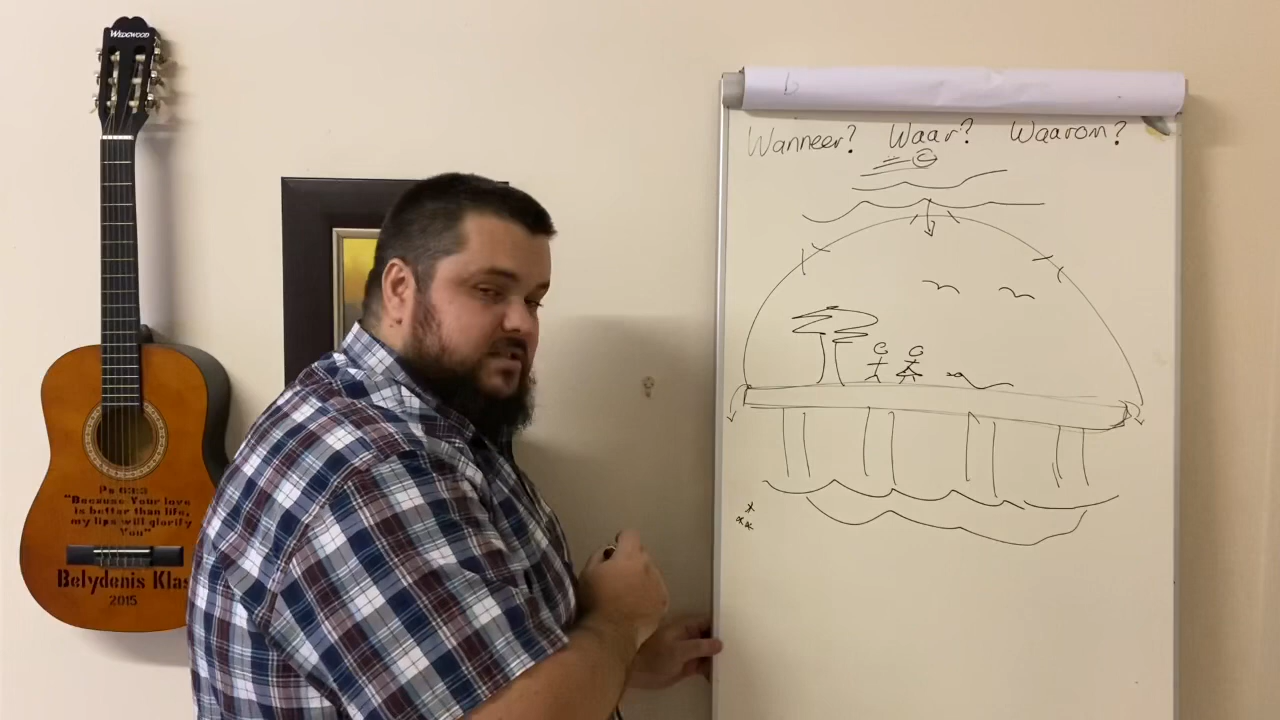 WEDGWOOD
Wanneer? Waar? Waarom?
Ps 63:3
"Because Your love
is better than life,
my lips will glorify
You"
Belydenis Klas
2015